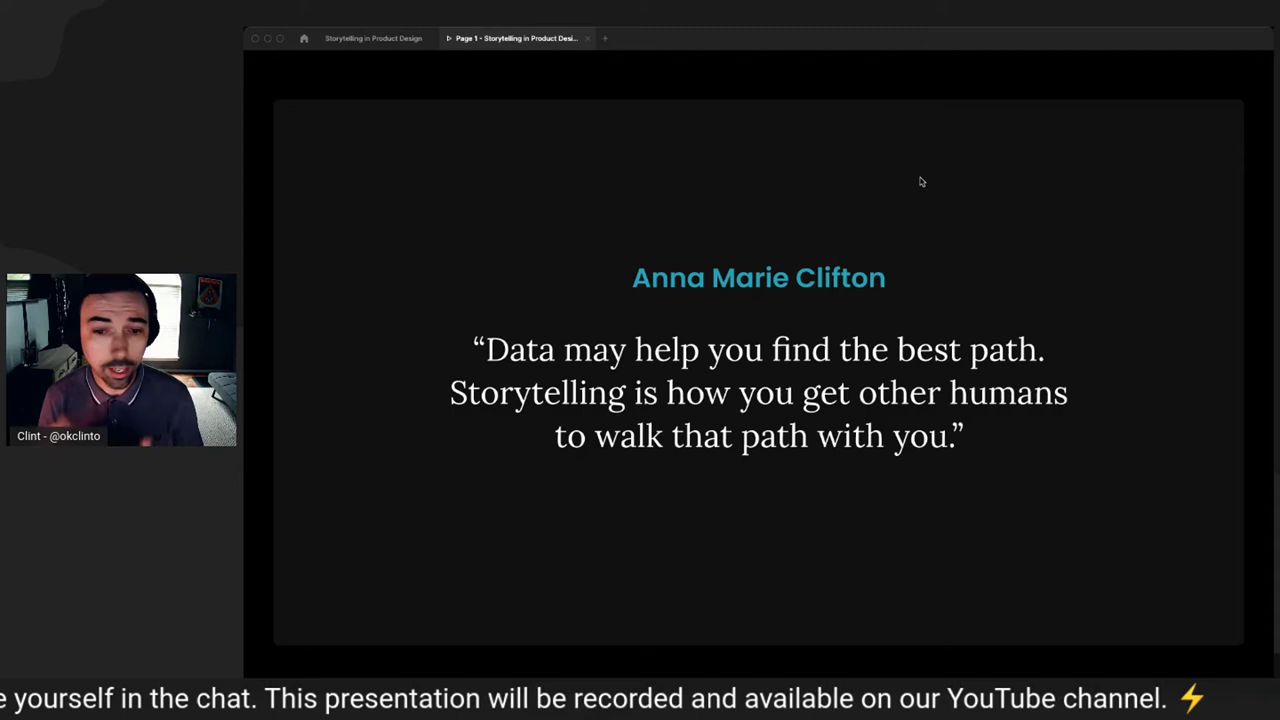 Storytelling in Product Design
Page 1 - Storytelling in Product Desi...
Anna Marie Clifton
“Data may help you find the best path.
Storytelling is how you get other humans
to walk that path with you.”
Clint - @okclinto
e yourself in the chat. This presentation will be recorded and available on our YouTube channel. ⚡